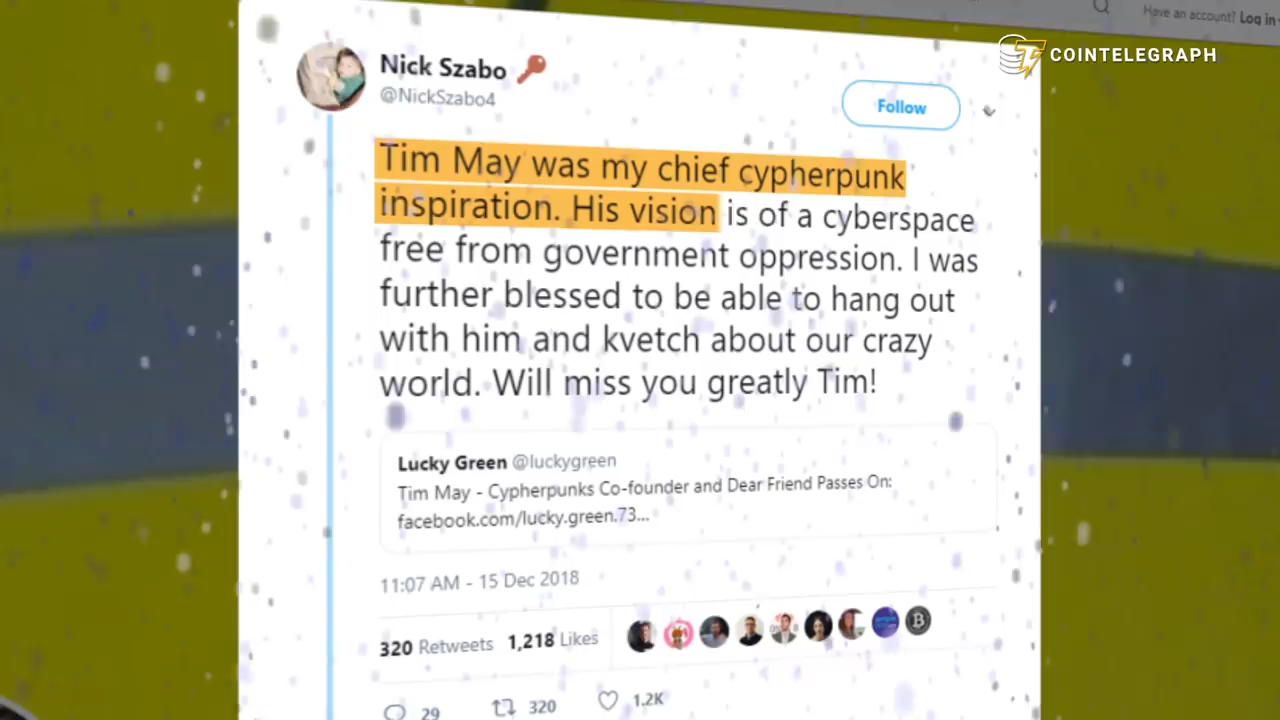 Have an account? Log in
COINTELEGRAPH
Nick Szabo
@NickSzabo4
Follow
Tim May was my chief cypherpunk
inspiration. His vision is of a cyberspace
free from government oppression. I was
further blessed to be able to hang out
with him and kvetch about our crazy
world. Will miss you greatly Tim!
Lucky Green @luckygreen
Tim May - Cypherpunks Co-founder and Dear Friend Passes On:
facebook.com/lucky.green.73...
11:07 AM - 15 Dec 2018
320 Retweets 1,218 Likes
29 320 1.2K